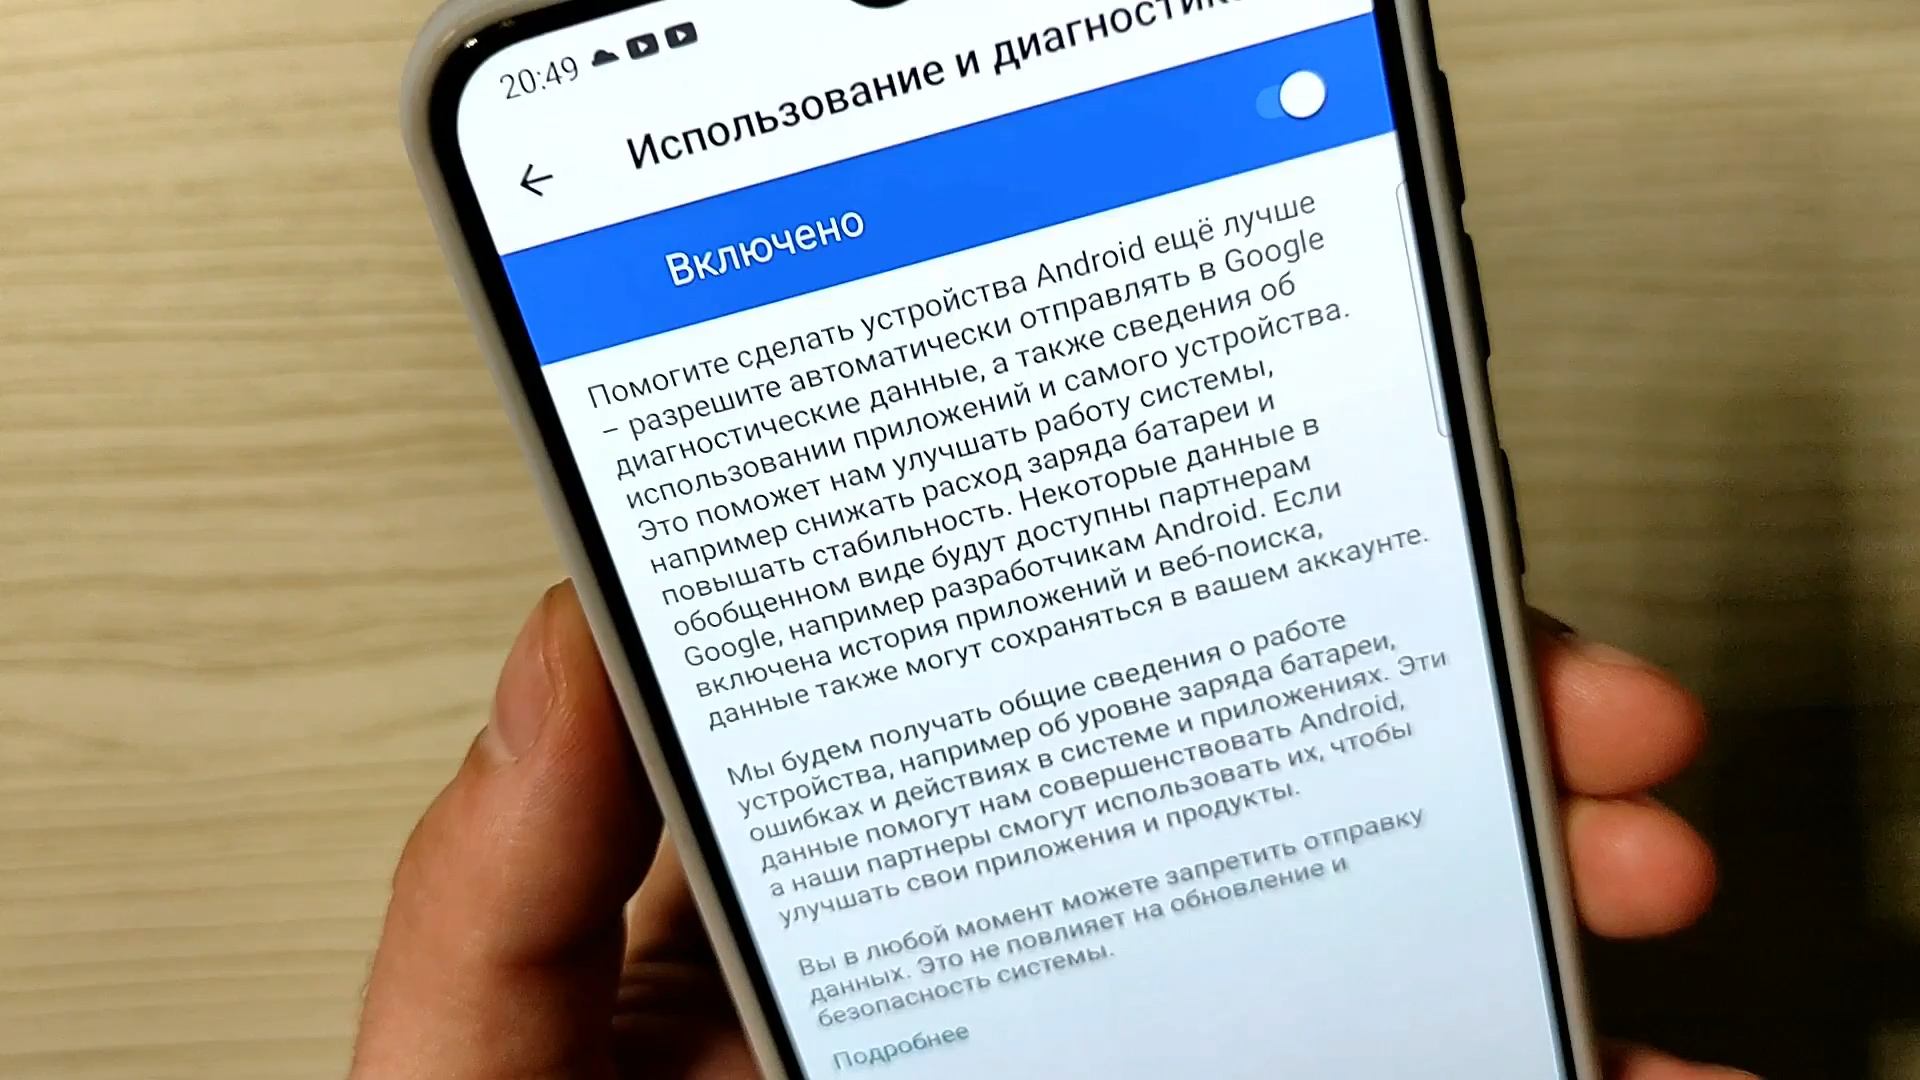 20:49
Использование и диагностика
Включено
Помогите сделать устройства Android ещё лучше
– разрешите автоматически отправлять в Google
диагностические данные, а также сведения об
использовании приложений и самого устройства.
Это поможет нам улучшать работу системы,
например снижать расход заряда батареи и
повышать стабильность. Некоторые данные в
обобщенном виде будут доступны партнерам
Google, например разработчикам Android. Если
включена история приложений и веб-поиска,
данные также могут сохраняться в вашем аккаунте.
Мы будем получать общие сведения о работе
устройства, например об уровне заряда батареи,
ошибках и действиях в системе и приложениях. Эти
данные помогут нам совершенствовать Android,
а наши партнеры смогут использовать их, чтобы
улучшать свои приложения и продукты.
Вы в любой момент можете запретить отправку
данных. Это не повлияет на обновление и
безопасность системы.
Подробнее